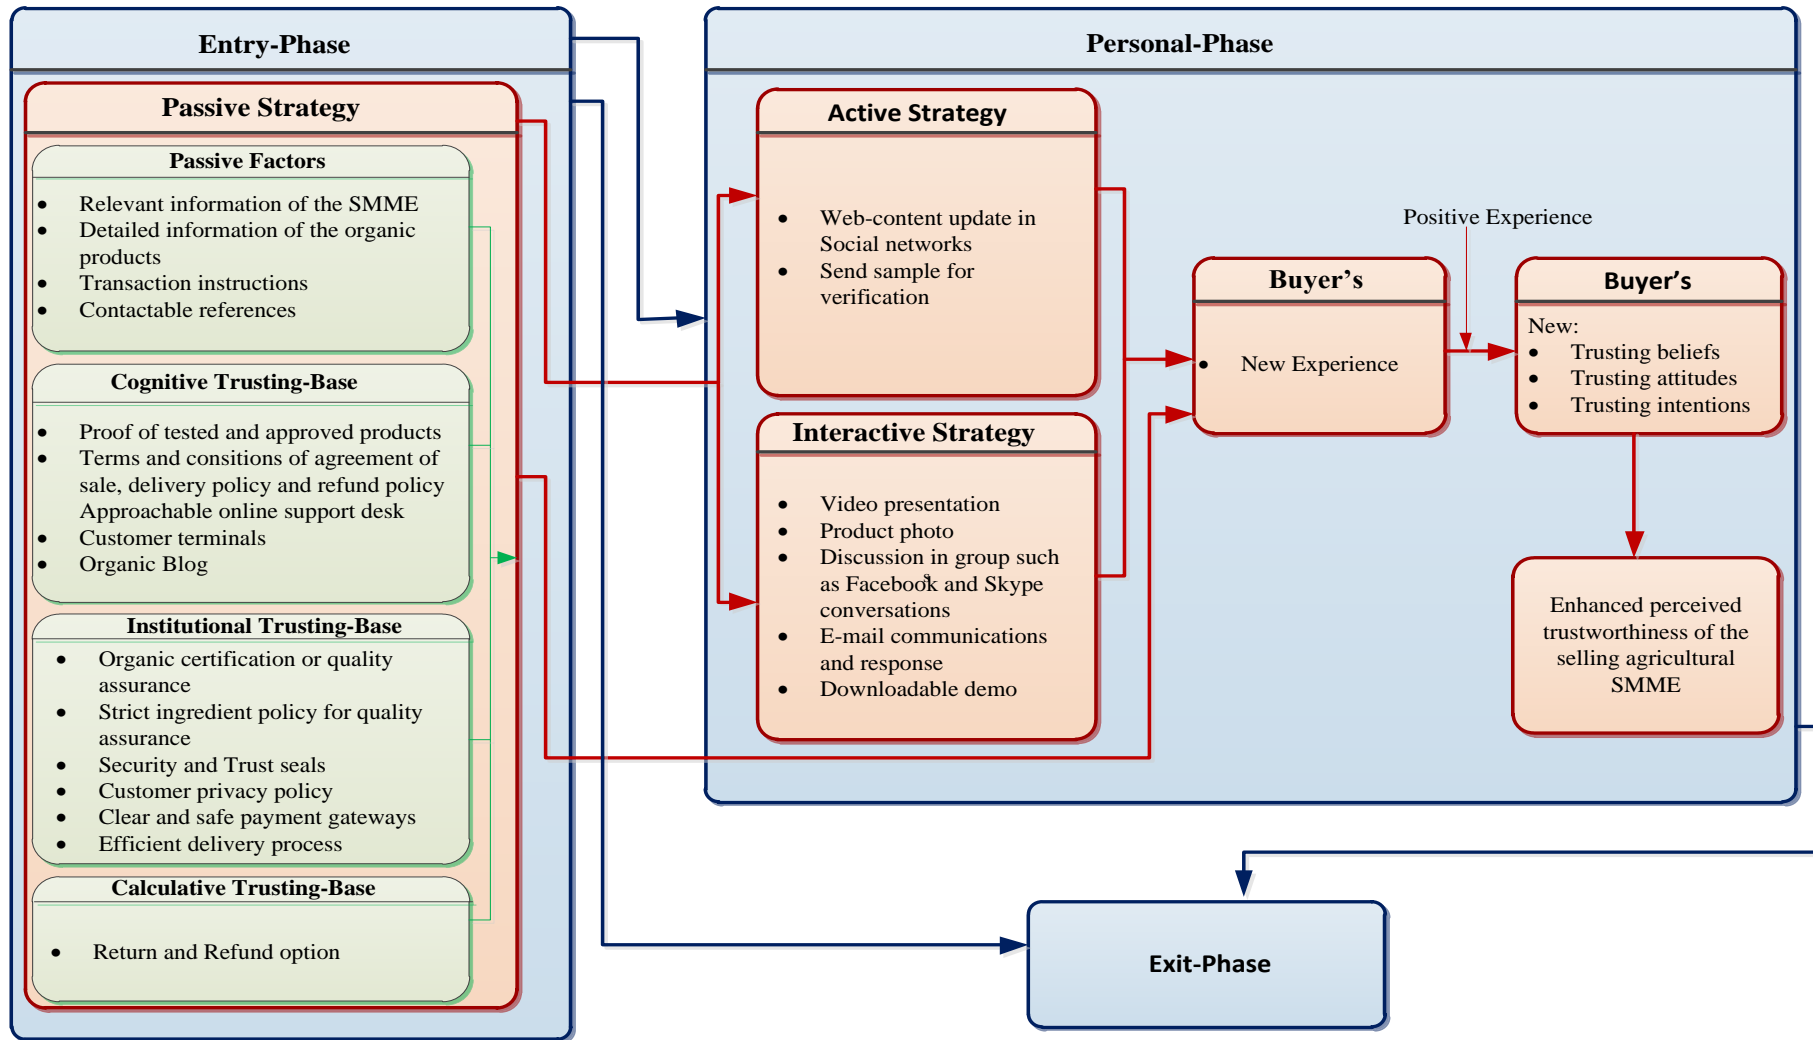 Entry-Phase
Passive Strategy
Passive Factors
• Relevant information of the SMME
• Detailed information of the organic
products
• Transaction instructions
• Contactable references
Cognitive Trusting-Base
• Proof of tested and approved products
• Terms and consitions of agreement of
sale, delivery policy and refund policy
Approachable online support desk
• Customer terminals
• Organic Blog
Institutional Trusting-Base
• Organic certification or quality
assurance
• Strict ingredient policy for quality
assurance
• Security and Trust seals
• Customer privacy policy
• Clear and safe payment gateways
• Efficient delivery process
Calculative Trusting-Base
• Return and Refund option
Personal-Phase
Active Strategy
• Web-content update in
Social networks
• Send sample for
verification
Interactive Strategy
• Video presentation
• Product photo
• Discussion in group such
s
as Facebook and Skype
conversations
• E-mail communications
and response
• Downloadable demo
Buyer's
• New Experience
Positive Experience
Buyer's
New:
• Trusting beliefs
• Trusting attitudes
• Trusting intentions
Enhanced perceived
trustworthiness of the
selling agricultural
SMME
Exit-Phase